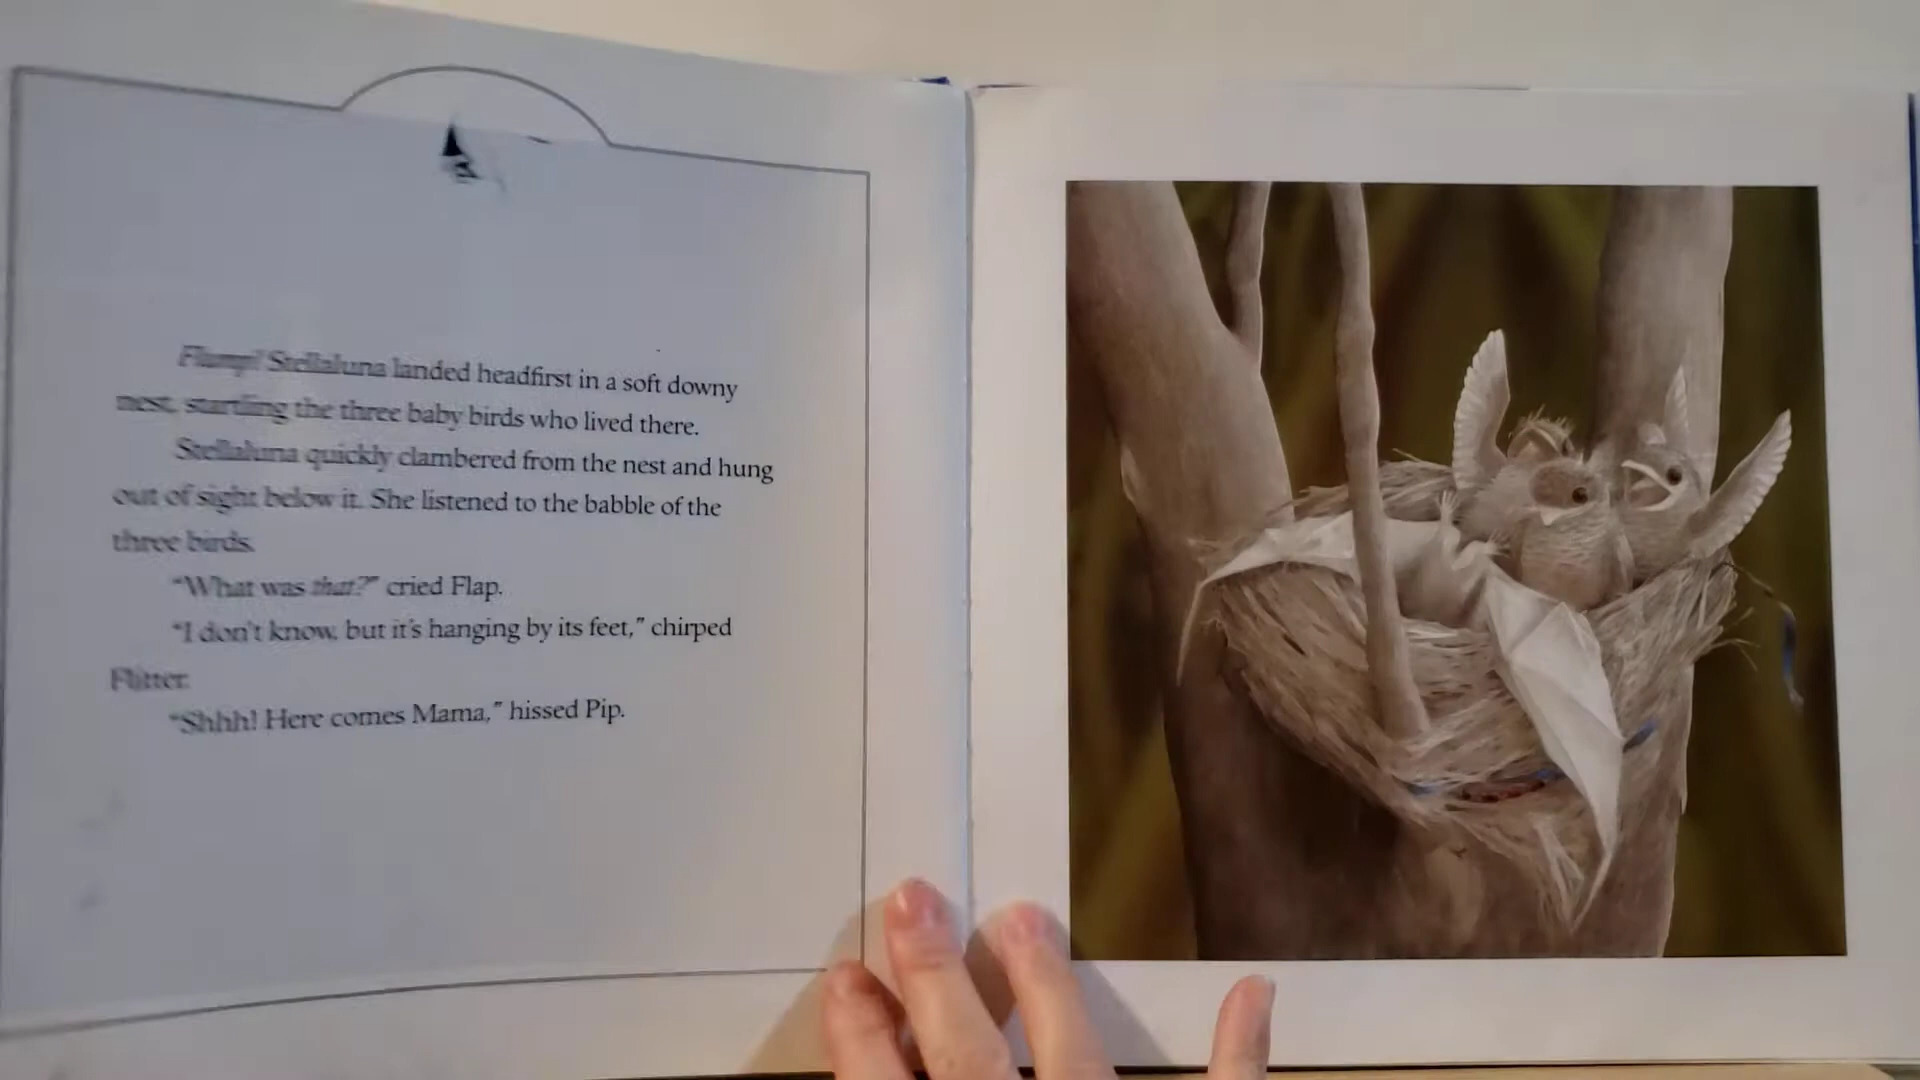 Flump! Stellaluna landed headfirst in a soft downy
nest, startling the three baby birds who lived there.
Stellaluna quickly clambered from the nest and hung
out of sight below it. She listened to the babble of the
three birds.
“What was that?” cried Flap.
“I don't know, but it's hanging by its feet,” chirped
Flitter.
“Shhh! Here comes Mama,” hissed Pip.